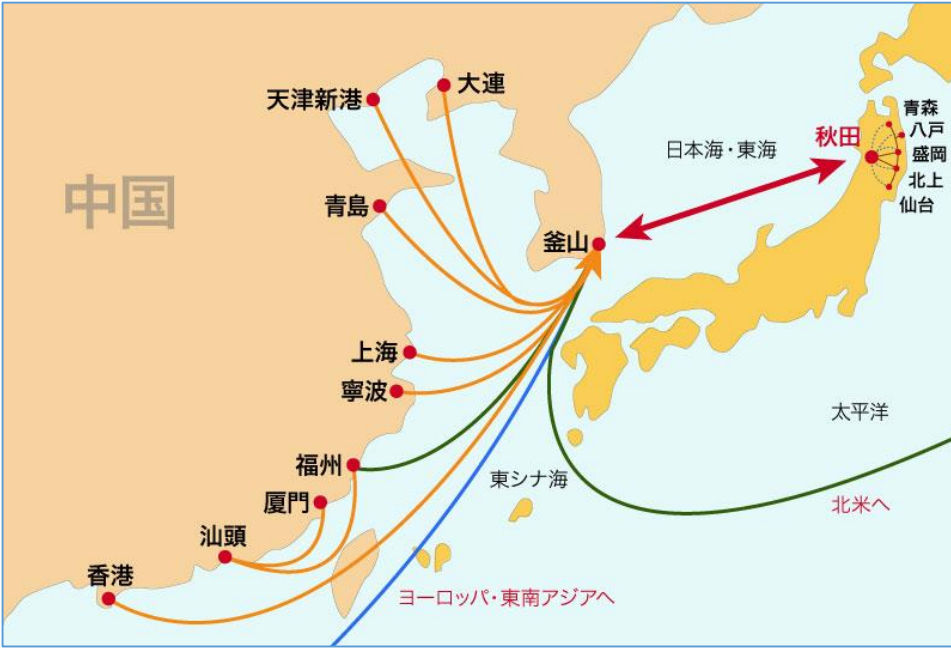 大連
天津新港
青森
八戸
秋田
日本海・東海
盛岡
北上
中国
青島
仙台
釜山
上海
寧波
太平洋
福州
東シナ海
厦門
北米へ
汕頭
香港
ヨーロッパ・東南アジアへ